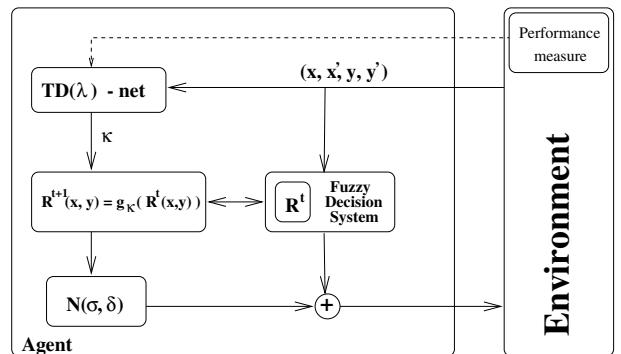 Performance
measure
(x, x', y, y')
TD(λ) - net
κ
R^{t+1}(x, y) = g_κ( R^t(x,y) )
R^t
Fuzzy
Decision
System
N(σ, δ)
+
Agent
Environment